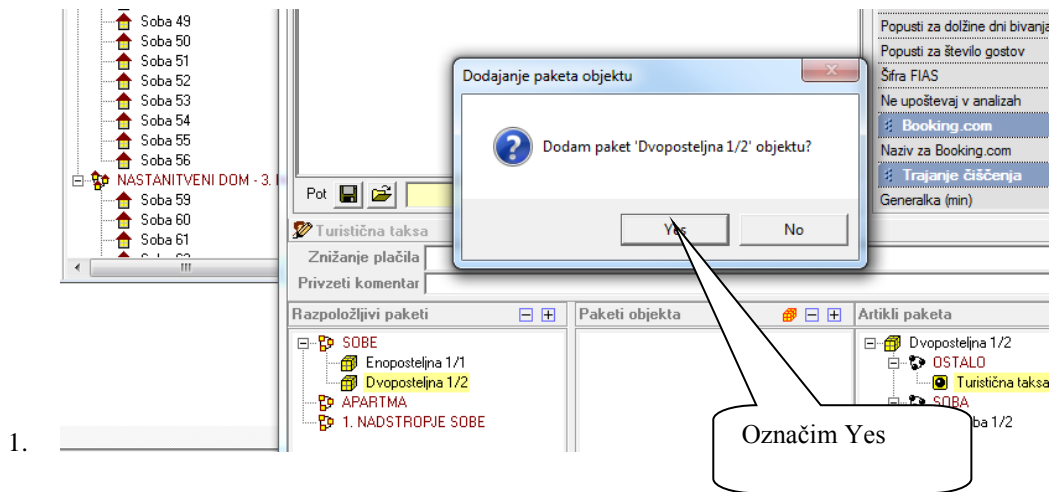 Soba 49
Soba 50
Soba 51
Soba 52
Soba 53
Soba 54
Soba 55
Soba 56
NASTANITVENI DOM - 3.
Soba 59
Soba 60
Soba 61
Popusti za dolžine dni bivanja
Popusti za število gostov
Šifra FIAS
Ne upoštevaj v analizah
Booking.com
Naziv za Booking.com
Trajanje čiščenja
Generalka (min)
Dodajanje paketa objektu
Dodam paket 'Dvoposteljna 1/2' objektu?
Yes
No
Pot
Turistična taksa
Znižanje plačila
Privzeti komentar
Razpoložljivi paketi
SOBE
Enoposteljna 1/1
Dvoposteljna 1/2
APARTMA
1. NADSTROPJE SOBE
Paketi objekta
Artikli paketa
Dvoposteljna 1/2
OSTALO
Turistična taksa
SOBA
ba 1/2
Označim Yes
1.